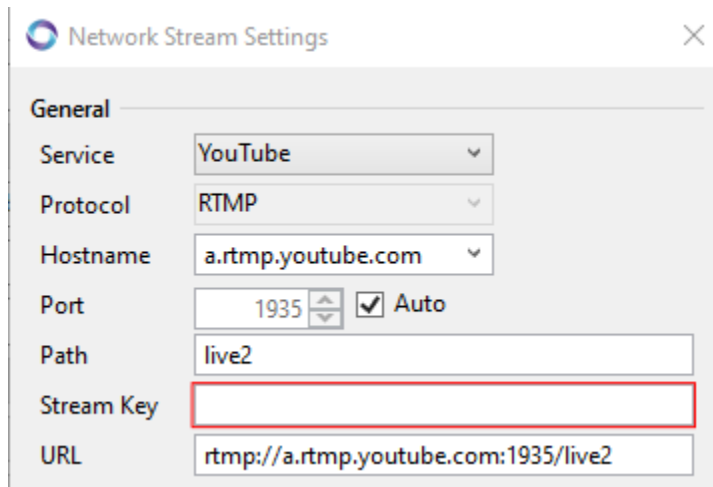 Network Stream Settings
General
Service YouTube
Protocol RTMP
Hostname a.rtmp.youtube.com
Port 1935 Auto
Path live2
Stream Key
URL rtmp://a.rtmp.youtube.com:1935/live2